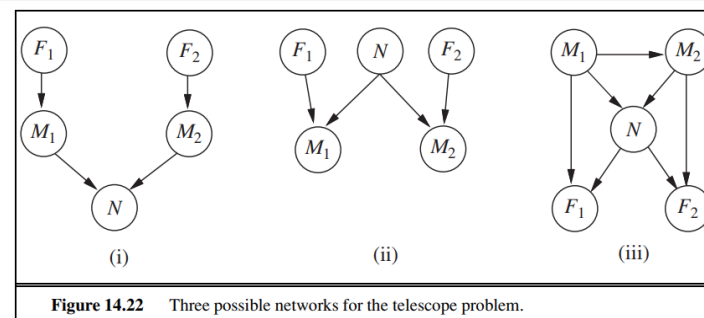 F1 F2 F1 N F2 M1 M2
M1 M2 M1 M2 N
N F1 F2
(i) (ii) (iii)
Figure 14.22 Three possible networks for the telescope problem.